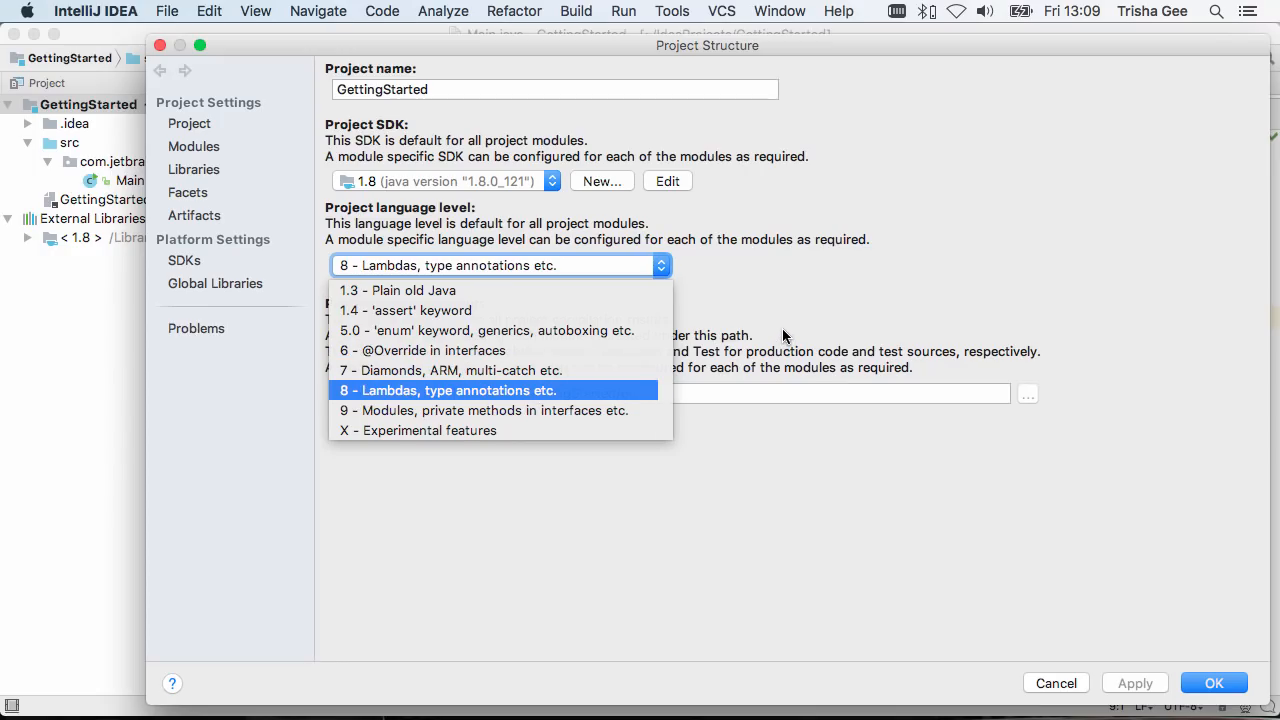 IntelliJ IDEA File Edit View Navigate Code Analyze Refactor Build Run Tools VCS Window Help Fri 13:09 Trisha Gee
Project Structure
GettingStarted
Project
GettingStarted
.idea
src
com.jetbra
Main
GettingStarte
External Libraries
< 1.8 > /Libra
Project Settings
Project
Modules
Libraries
Facets
Artifacts
Platform Settings
SDKs
Global Libraries
Problems
Project name:
GettingStarted
Project SDK:
This SDK is default for all project modules.
A module specific SDK can be configured for each of the modules as required.
1.8 (java version "1.8.0_121") New... Edit
Project language level:
This language level is default for all project modules.
A module specific language level can be configured for each of the modules as required.
8 - Lambdas, type annotations etc.
1.3 - Plain old Java
1.4 - 'assert' keyword
5.0 - 'enum' keyword, generics, autoboxing etc.
6 - @Override in interfaces
7 - Diamonds, ARM, multi-catch etc.
8 - Lambdas, type annotations etc.
9 - Modules, private methods in interfaces etc.
X - Experimental features
der this path.
and Test for production code and test sources, respectively.
for each of the modules as required.
...
? Cancel Apply OK
9:1 LF÷ UTF-8÷